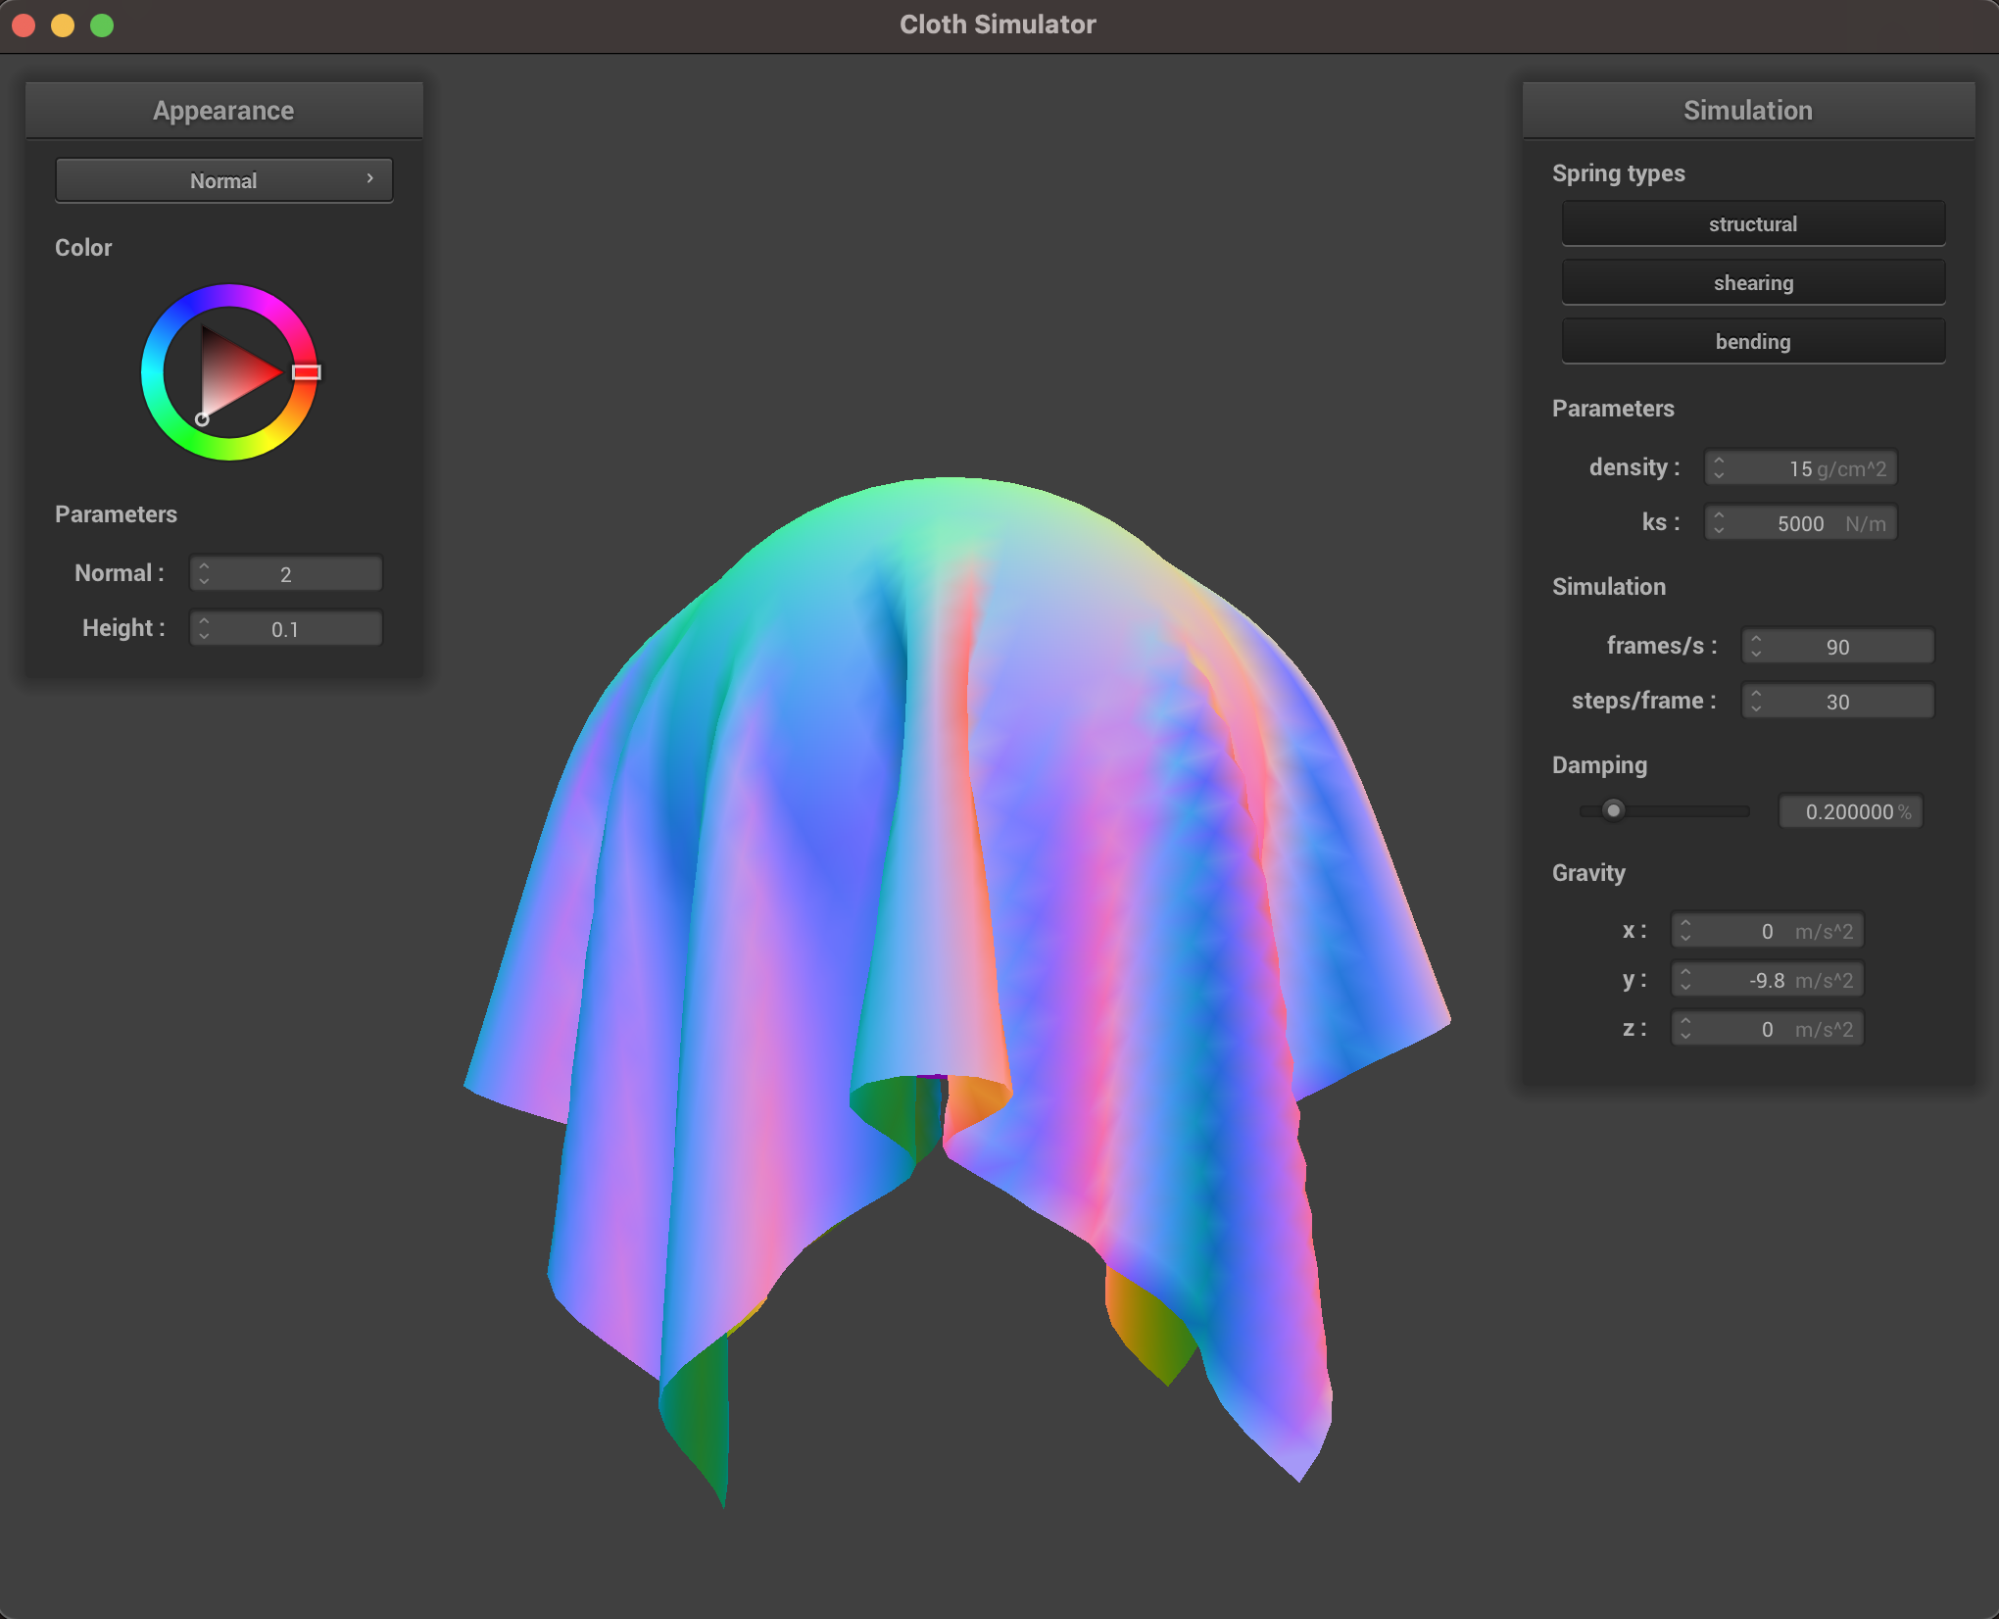 Cloth Simulator
Appearance
Normal
Color
Parameters
Normal : 2
Height : 0.1
Simulation
Spring types
structural
shearing
bending
Parameters
density : 15 g/cm^2
ks : 5000 N/m
Simulation
frames/s : 90
steps/frame : 30
Damping
0.200000 %
Gravity
x : 0 m/s^2
y : -9.8 m/s^2
z : 0 m/s^2